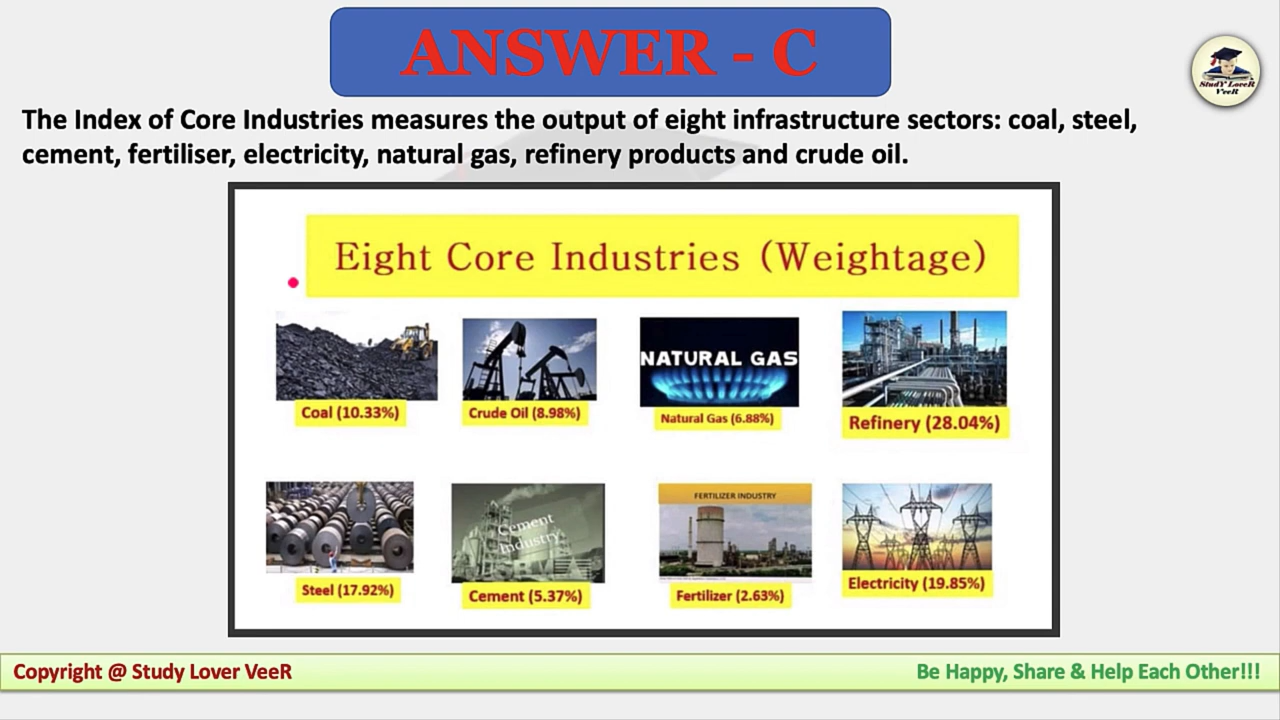 ANSWER - C
StudY LoveR
VeeR
The Index of Core Industries measures the output of eight infrastructure sectors: coal, steel,
cement, fertiliser, electricity, natural gas, refinery products and crude oil.
Eight Core Industries (Weightage)
NATURAL GAS
Coal (10.33%)
Crude Oil (8.98%)
Natural Gas (6.88%)
Refinery (28.04%)
Cement
Industry
FERTILIZER INDUSTRY
Steel (17.92%)
Cement (5.37%)
Fertilizer (2.63%)
Electricity (19.85%)
Copyright @ Study Lover VeeR
Be Happy, Share & Help Each Other!!!